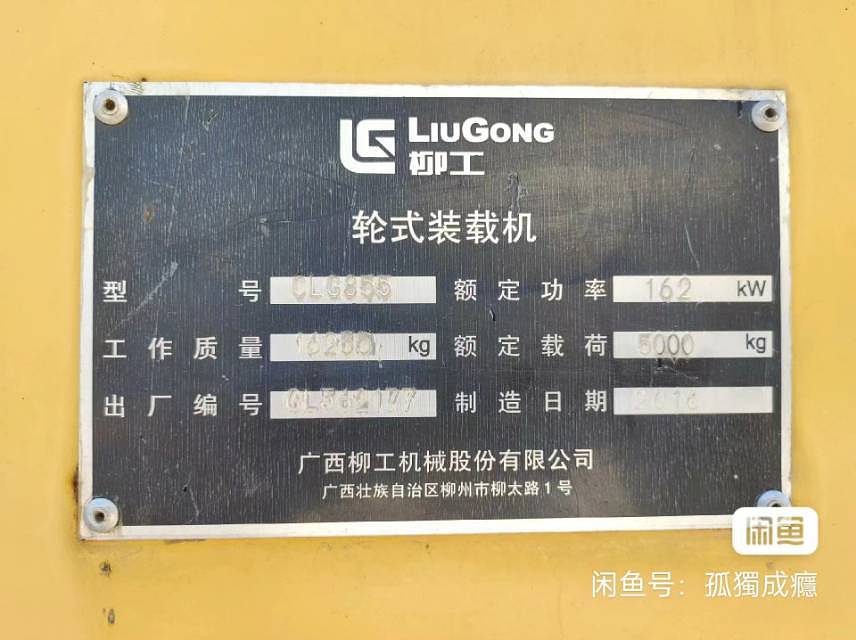 LG LIUGONG
柳工
轮式装载机
型号 CLG855 额定功率 162 kW
工作质量 kg 额定载荷 5000 kg
出厂编号 制造日期
广西柳工机械股份有限公司
广西壮族自治区柳州市柳太路1号
闲鱼
闲鱼号：孤獨成癮